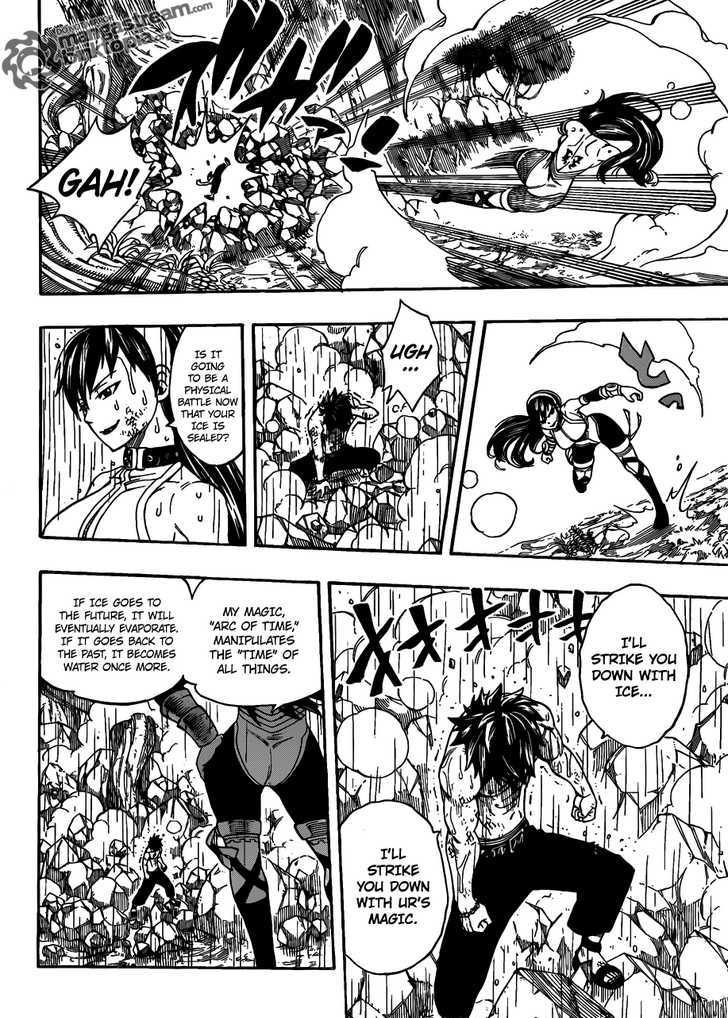 mangastream.com
GAH!
UGH
...
IS IT
GOING
TO BE A
PHYSICAL
BATTLE NOW
THAT YOUR
ICE IS
SEALED?
I'LL
STRIKE YOU
DOWN WITH
ICE...
I'LL
STRIKE
YOU DOWN
WITH UR'S
MAGIC.
MY MAGIC,
"ARC OF TIME,"
MANIPULATES
THE "TIME" OF
ALL THINGS.
IF ICE GOES TO
THE FUTURE, IT WILL
EVENTUALLY EVAPORATE.
IF IT GOES BACK TO
THE PAST, IT BECOMES
WATER ONCE MORE.